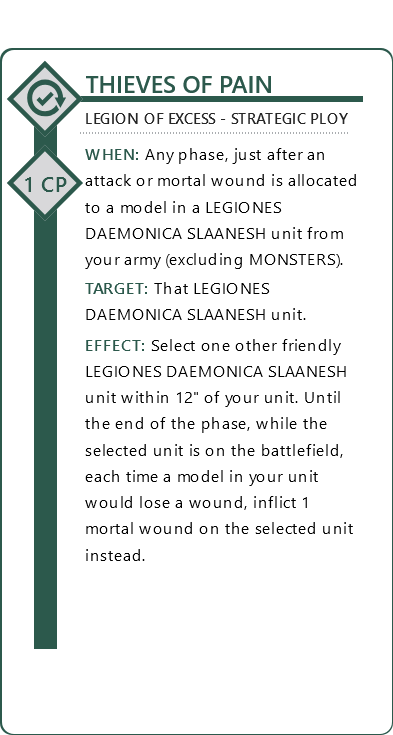 THIEVES OF PAIN
LEGION OF EXCESS - STRATEGIC PLOY
WHEN: Any phase, just after an
1 CP
attack or mortal wound is allocated
to a model in a LEGIONES
DAEMONICA SLAANESH unit from
your army (excluding MONSTERS).
TARGET: That LEGIONES
DAEMONICA SLAANESH unit.
EFFECT: Select one other friendly
LEGIONES DAEMONICA SLAANESH
unit within 12" of your unit. Until
the end of the phase, while the
selected unit is on the battlefield,
each time a model in your unit
would lose a wound, inflict 1
mortal wound on the selected unit
instead.